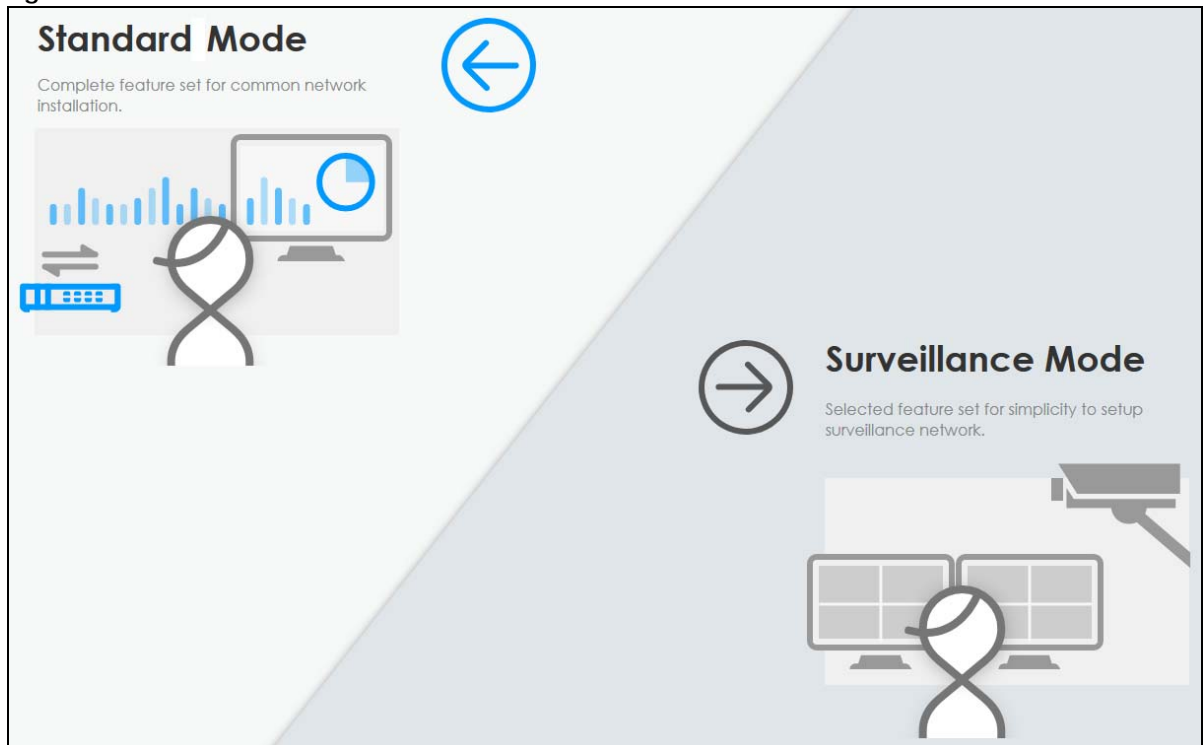 Standard Mode
Complete feature set for common network
installation.
Surveillance Mode
Selected feature set for simplicity to setup
surveillance network.